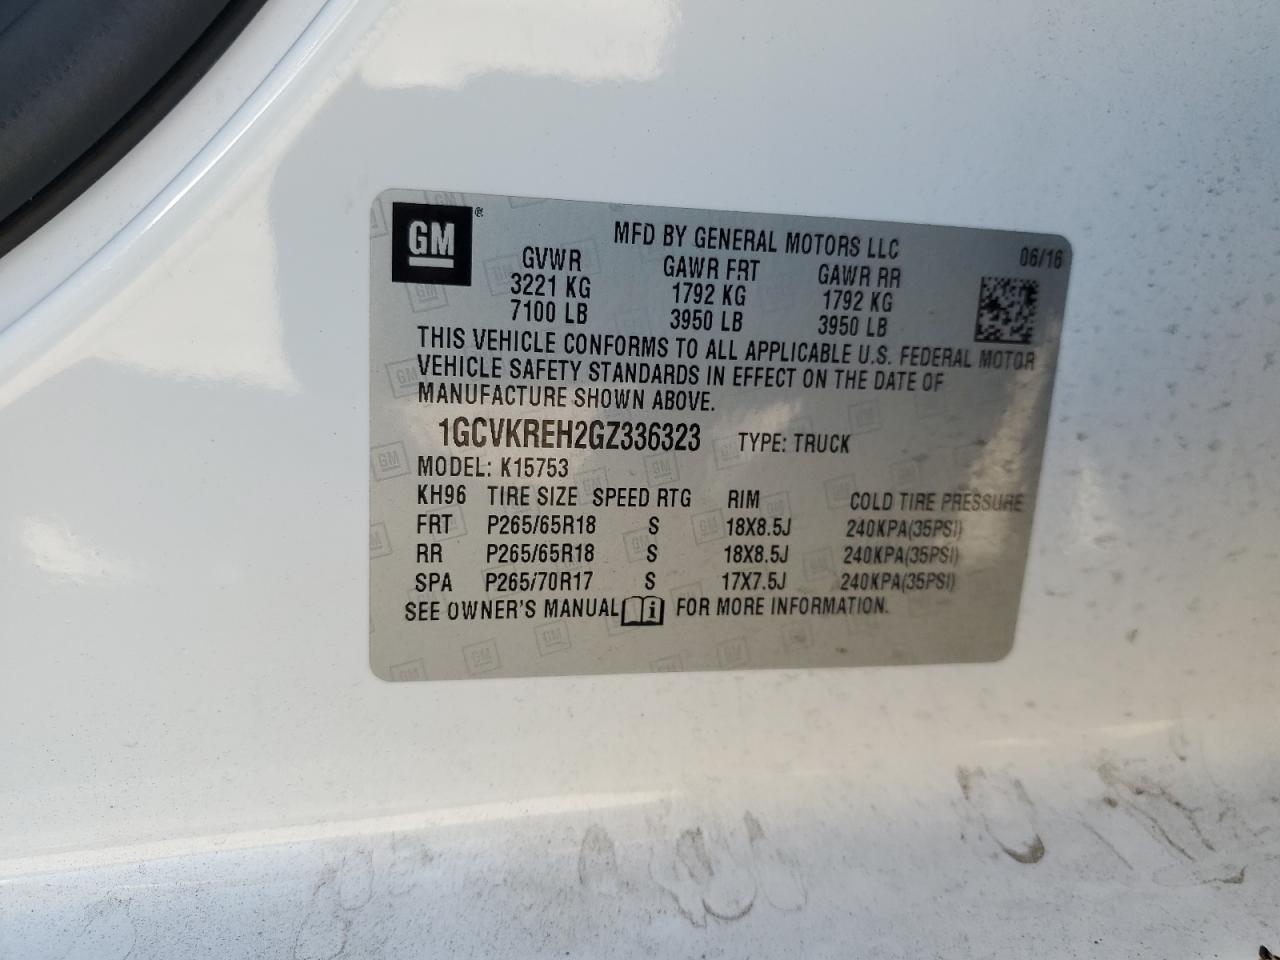 GM ®
MFD BY GENERAL MOTORS LLC 06/16
GVWR GAWR FRT GAWR RR
3221 KG 1792 KG 1792 KG
7100 LB 3950 LB 3950 LB
THIS VEHICLE CONFORMS TO ALL APPLICABLE U.S. FEDERAL MOTOR
VEHICLE SAFETY STANDARDS IN EFFECT ON THE DATE OF
MANUFACTURE SHOWN ABOVE.
1GCVKREH2GZ336323 TYPE: TRUCK
MODEL: K15753
KH96 TIRE SIZE SPEED RTG RIM COLD TIRE PRESSURE
FRT P265/65R18 S 18X8.5J 240KPA(35PSI)
RR P265/65R18 S 18X8.5J 240KPA(35PSI)
SPA P265/70R17 S 17X7.5J 240KPA(35PSI)
SEE OWNER'S MANUAL i FOR MORE INFORMATION.